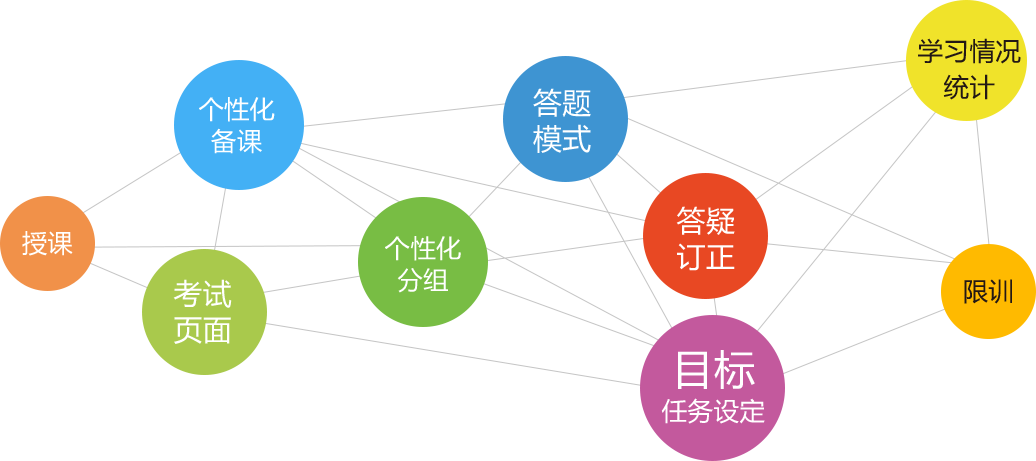 学习情况
统计
个性化
备课
答题
模式
答疑
订正
授课
个性化
分组
考试
页面
限训
目标
任务设定